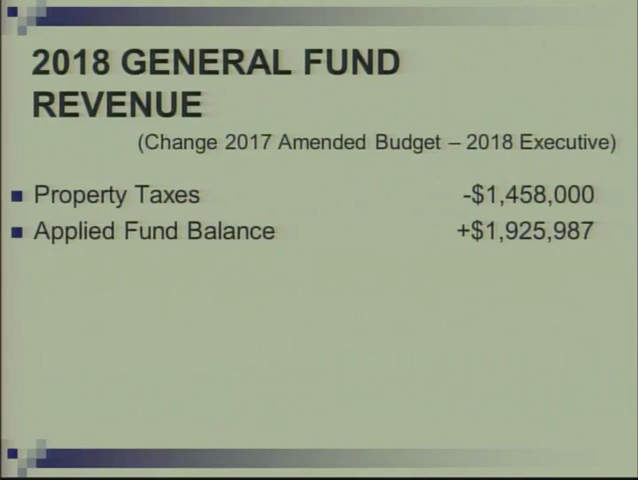 2018 GENERAL FUND
REVENUE
(Change 2017 Amended Budget – 2018 Executive)
Property Taxes -$1,458,000
Applied Fund Balance +$1,925,987